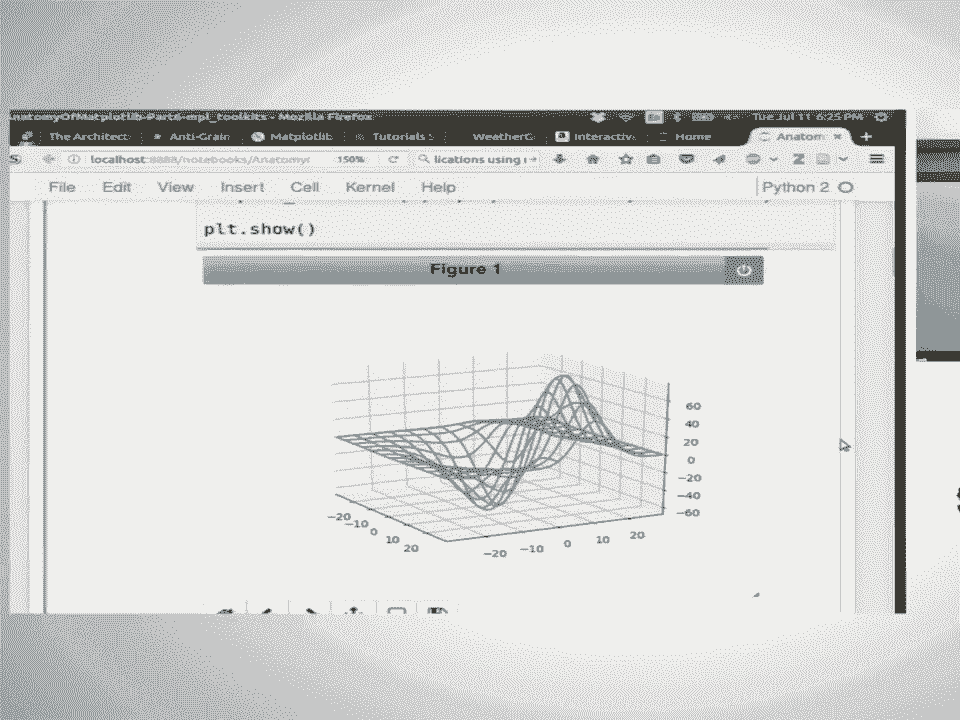 AnatomyOfMatplotlib-Part6-mpl_toolkits - Mozilla Firefox
En
Tue Jul 11 6:25 PM
The Architect
Anti-Grain
Matplotlib
Tutorials
WeatherG
Interactiv
Home
Anatom
×
+
localhost:8888/notebooks/Anatomy
150%
lications using
File Edit View Insert Cell Kernel Help
Python 2
plt.show()
Figure 1
60
40
20
0
−20
−40
−60
−20
−10
0
10
20
−20
−10
0
10
20